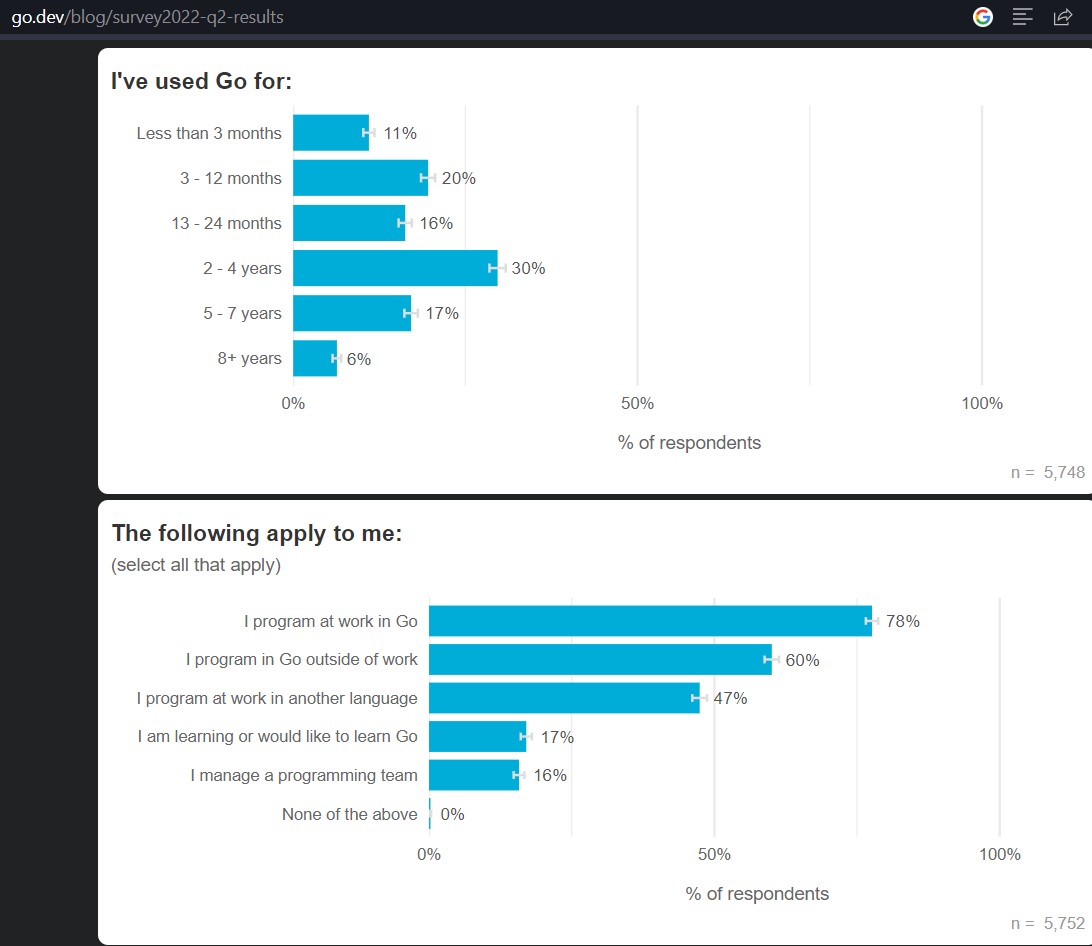 go.dev/blog/survey2022-q2-results
I've used Go for:
Less than 3 months 11%
3 - 12 months 20%
13 - 24 months 16%
2 - 4 years 30%
5 - 7 years 17%
8+ years 6%
0% 50% 100%
% of respondents
n = 5,748
The following apply to me:
(select all that apply)
I program at work in Go 78%
I program in Go outside of work 60%
I program at work in another language 47%
I am learning or would like to learn Go 17%
I manage a programming team 16%
None of the above 0%
0% 50% 100%
% of respondents
n = 5,752